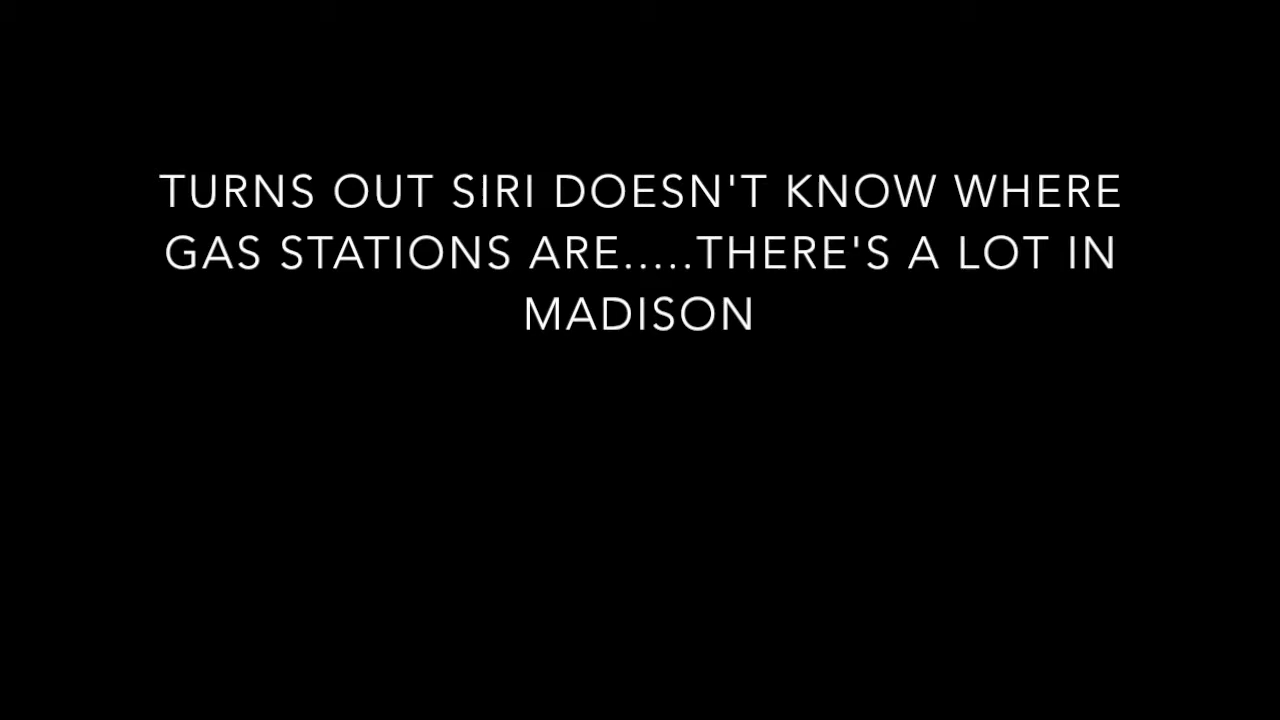 TURNS OUT SIRI DOESN'T KNOW WHERE
GAS STATIONS ARE.....THERE'S A LOT IN
MADISON